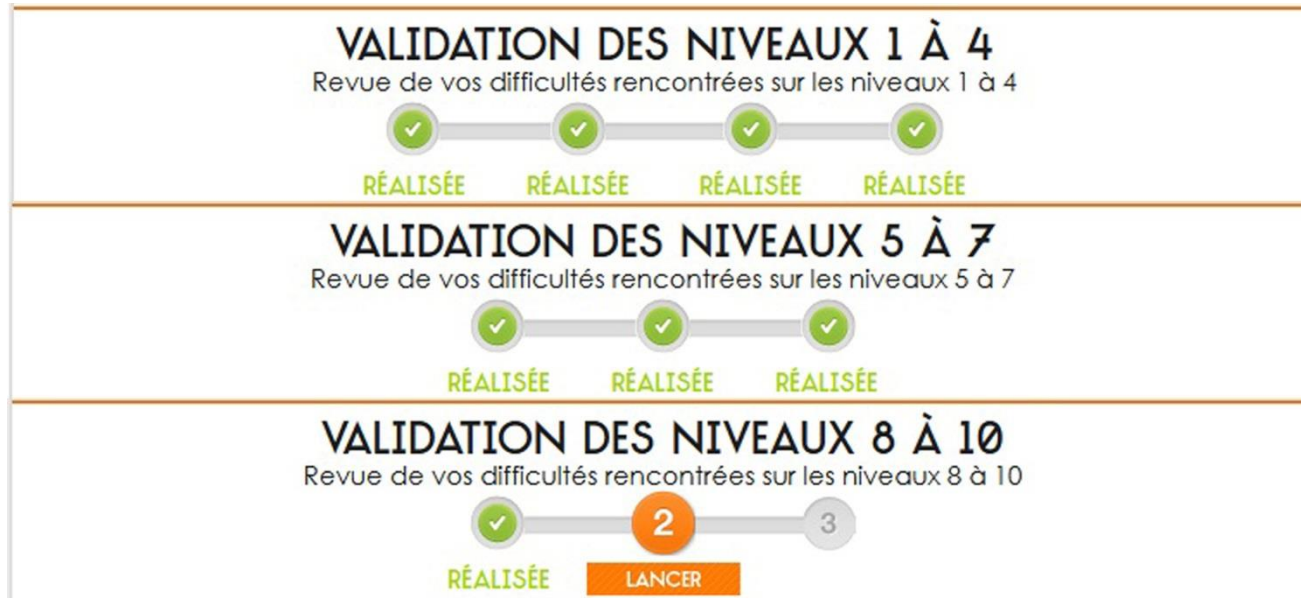 VALIDATION DES NIVEAUX 1 À 4
Revue de vos difficultés rencontrées sur les niveaux 1 à 4
RÉALISÉE RÉALISÉE RÉALISÉE RÉALISÉE
VALIDATION DES NIVEAUX 5 À 7
Revue de vos difficultés rencontrées sur les niveaux 5 à 7
RÉALISÉE RÉALISÉE RÉALISÉE
VALIDATION DES NIVEAUX 8 À 10
Revue de vos difficultés rencontrées sur les niveaux 8 à 10
2 3
RÉALISÉE LANCER